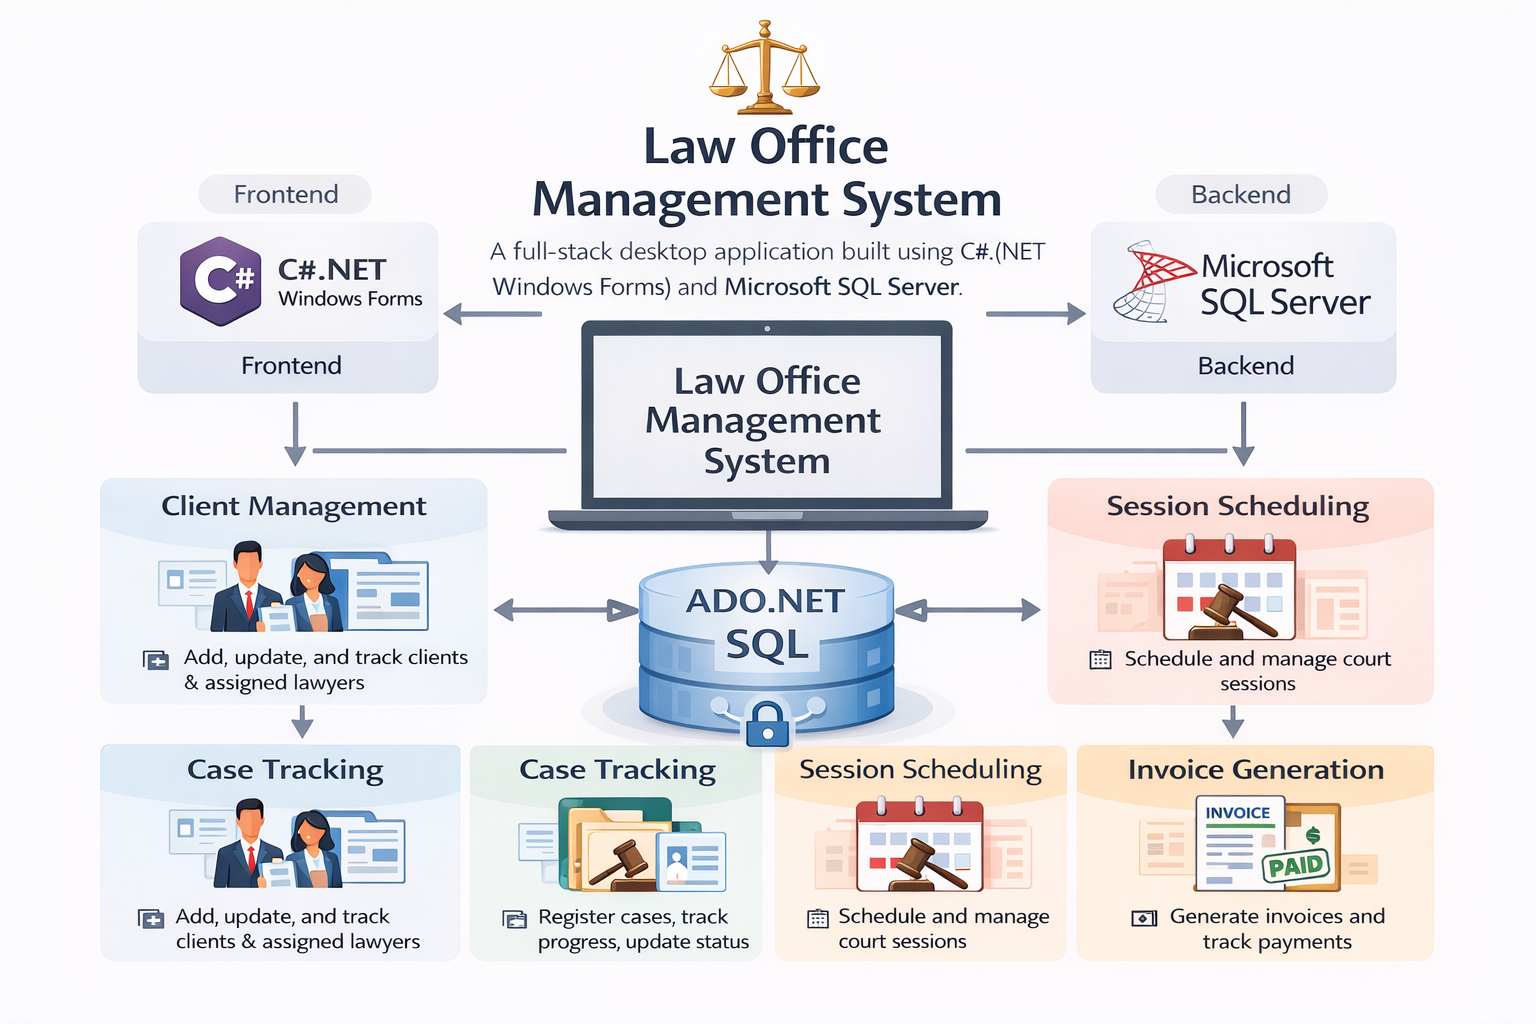 Law Office
Management System
A full-stack desktop application built using C#.(NET
Windows Forms) and Microsoft SQL Server.
Frontend
C#
C#.NET
Windows Forms
Frontend
Backend
Microsoft
SQL Server
Backend
Law Office
Management
System
Client Management
Add, update, and track clients
& assigned lawyers
ADO.NET
SQL
Session Scheduling
Schedule and manage court
sessions
Case Tracking
Add, update, and track
clients & assigned lawyers
Case Tracking
Register cases, track
progress, update status
Session Scheduling
Schedule and manage
court sessions
Invoice Generation
INVOICE
$
PAID
Generate invoices and
track payments